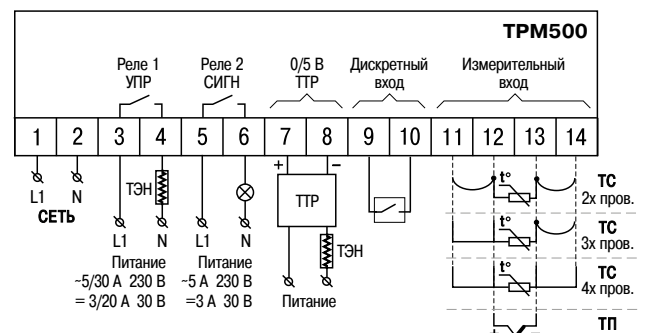 ТРМ500
Реле 1 Реле 2 0/5 В Дискретный Измерительный
УПР СИГН ТТР вход вход
1 2 3 4 5 6 7 8 9 10 11 12 13 14
+ –
L1 N ТЭН ТТР t° ТС
СЕТЬ 2х пров.
L1 N L1 N ТЭН t° ТС
3х пров.
Питание Питание t° ТС
~5/30 А 230 В ~5 А 230 В Питание 4х пров.
= 3/20 А 30 В =3 А 30 В
ТП